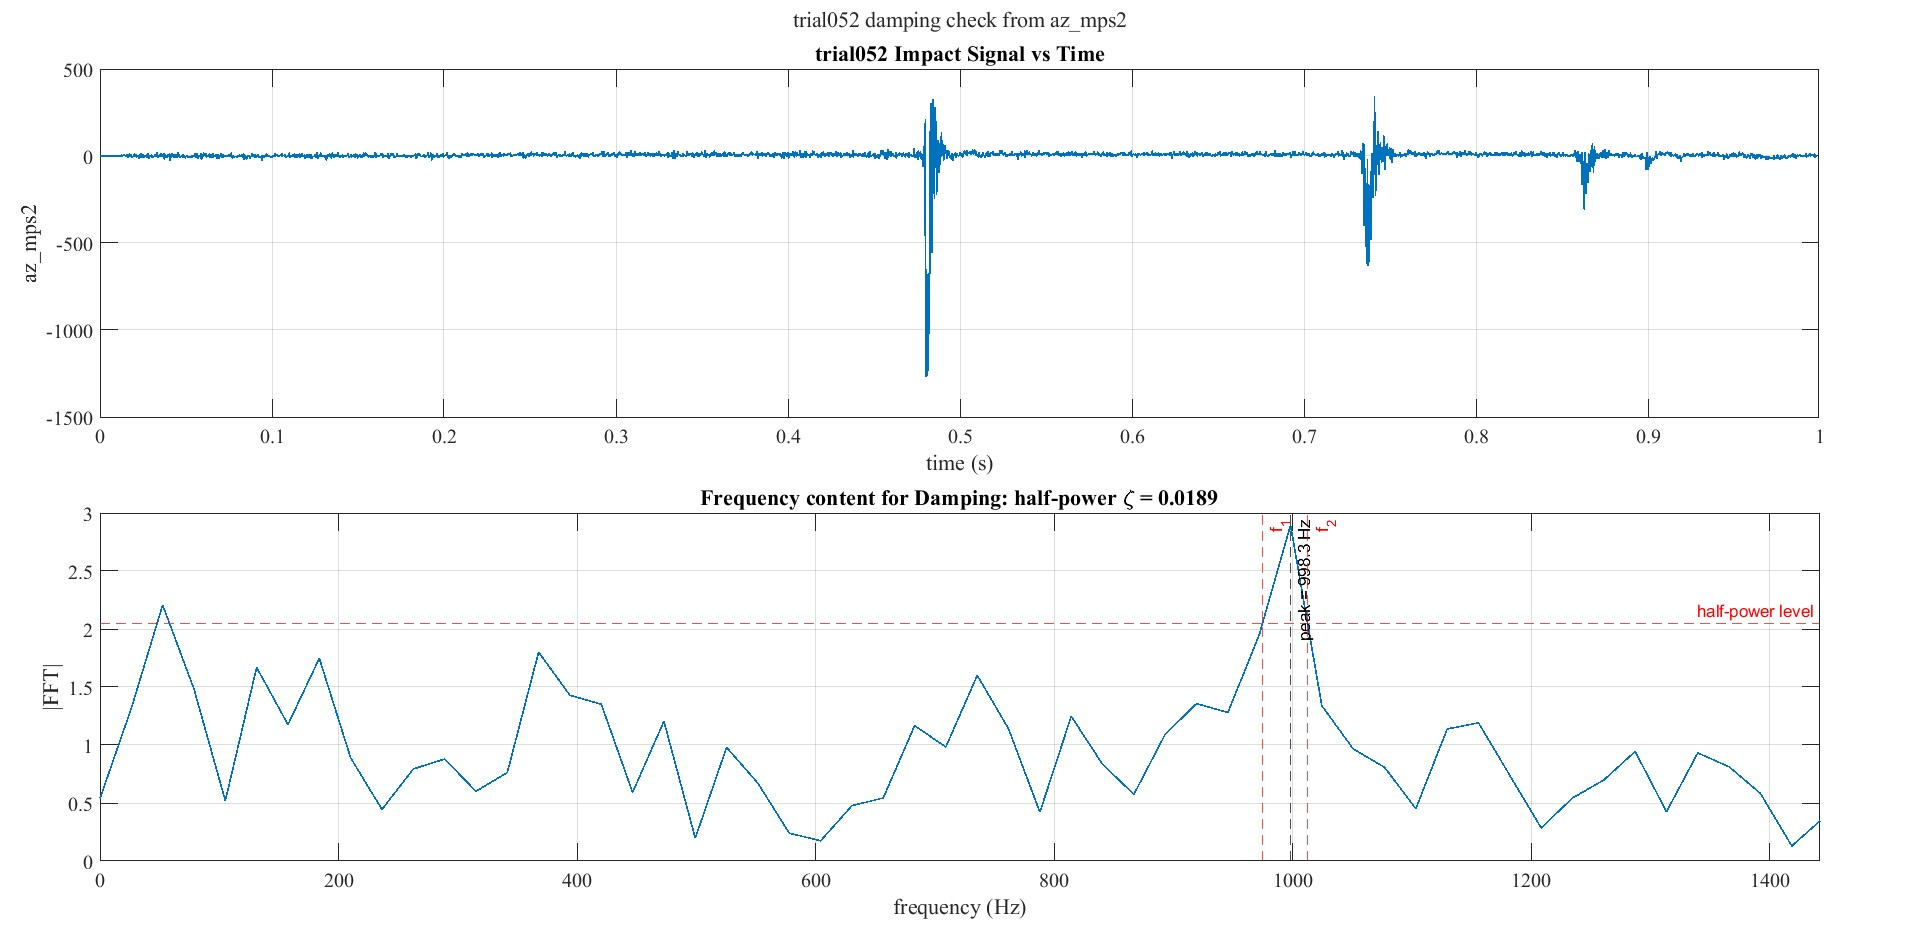 trial052 damping check from az_mps2
trial052 Impact Signal vs Time
500
0
-500
-1000
-1500
az_mps2
0 0.1 0.2 0.3 0.4 0.5 0.6 0.7 0.8 0.9 1
time (s)
Frequency content for Damping: half-power ζ = 0.0189
3
2.5
2
1.5
1
0.5
0
|FFT|
f1
peak = 998.3 Hz
f2
half-power level
0 200 400 600 800 1000 1200 1400
frequency (Hz)